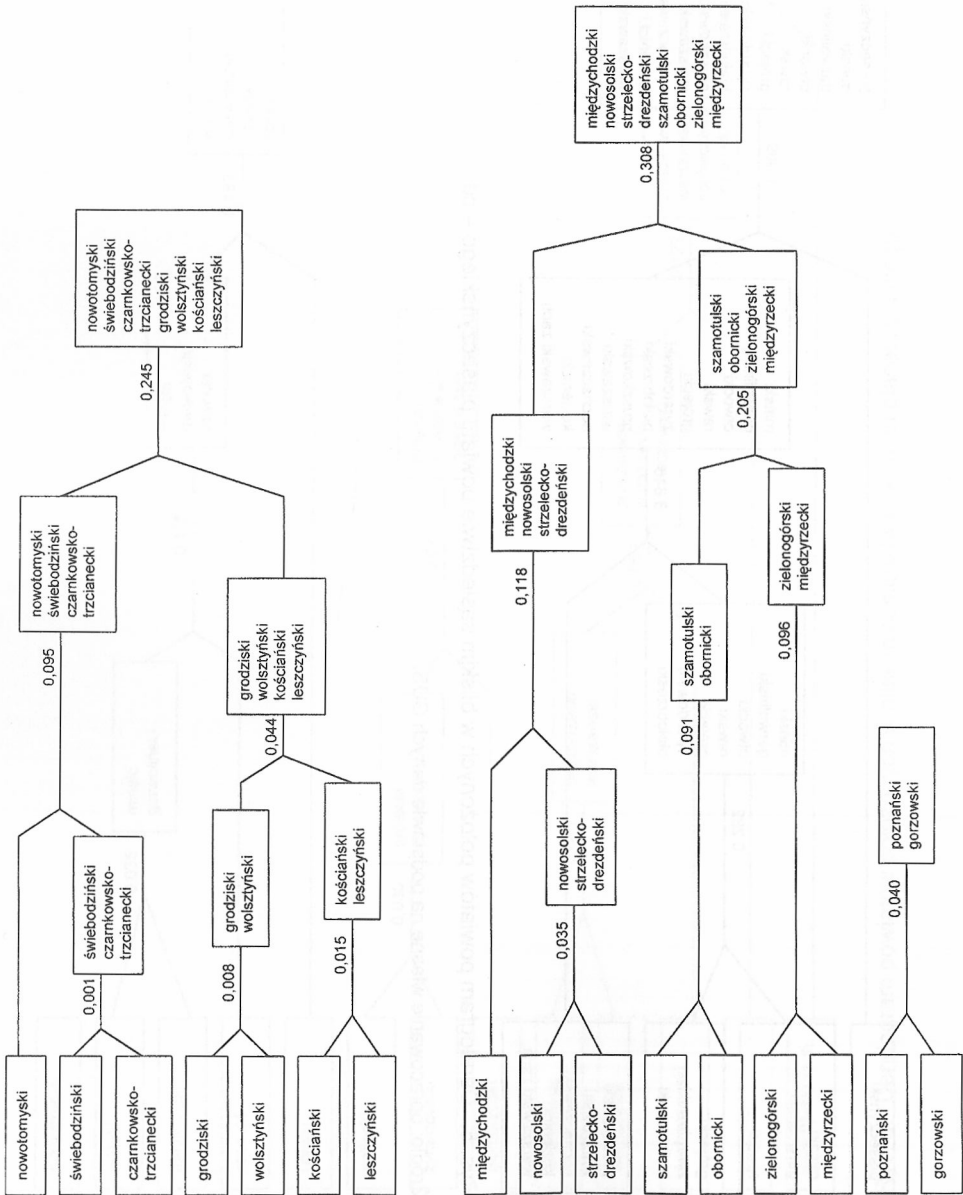 nowotomyski
świebodziński
czarnkowsko-
trzcianecki
grodziski
wolsztyński
kościański
leszczyński
0,001
świebodziński
czarnkowsko-
trzcianecki
0,008
grodziski
wolsztyński
0,015
kościański
leszczyński
0,095
nowotomyski
świebodziński
czarnkowsko-
trzcianecki
0,044
grodziski
wolsztyński
kościański
leszczyński
0,245
nowotomyski
świebodziński
czarnkowsko-
trzcianecki
grodziski
wolsztyński
kościański
leszczyński
międzychodzki
nowosolski
strzelecko-
drezdeński
szamotulski
obornicki
zielonogórski
międzyrzecki
poznański
gorzowski
0,035
nowosolski
strzelecko-
drezdeński
0,118
międzychodzki
nowosolski
strzelecko-
drezdeński
0,091
szamotulski
obornicki
0,096
zielonogórski
międzyrzecki
0,205
szamotulski
obornicki
zielonogórski
międzyrzecki
0,308
międzychodzki
nowosolski
strzelecko-
drezdeński
szamotulski
obornicki
zielonogórski
międzyrzecki
0,040
poznański
gorzowski